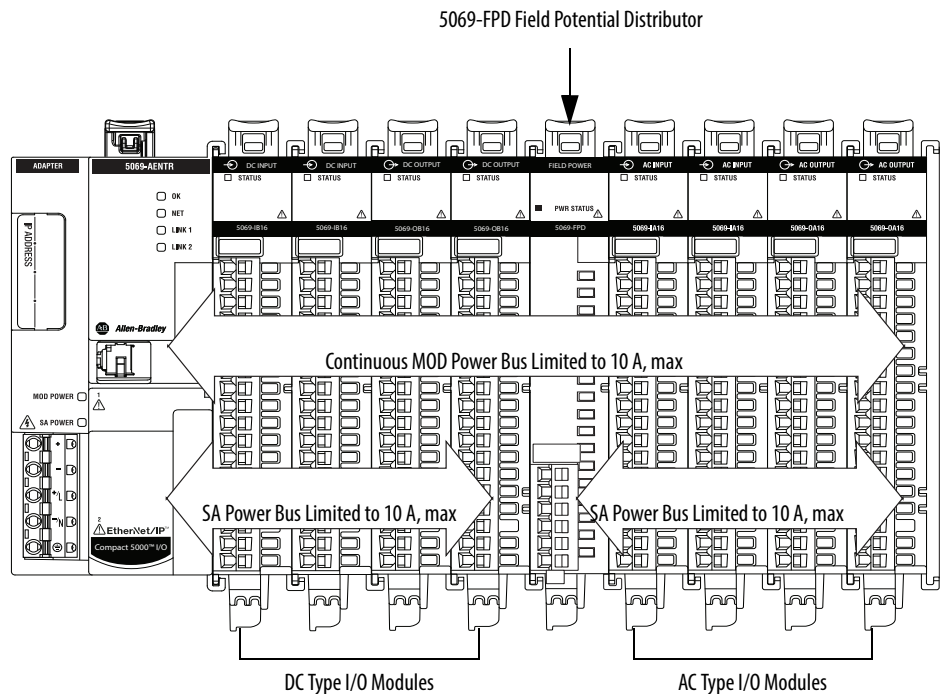 5069-FPD Field Potential Distributor
ADAPTER
5069-AENTR
DC INPUT
DC INPUT
DC OUTPUT
DC OUTPUT
FIELD POWER
AC INPUT
AC INPUT
AC OUTPUT
AC OUTPUT
STATUS
STATUS
STATUS
STATUS
PWR STATUS
STATUS
STATUS
STATUS
STATUS
OK
NET
LINK 1
LINK 2
5069-IB16
5069-IB16
5069-OB16
5069-OB16
5069-FPD
5069-IA16
5069-IA16
5069-OA16
5069-OA16
IP ADDRESS
AB Allen-Bradley
Continuous MOD Power Bus Limited to 10 A, max
MOD POWER
1
SA POWER
+
-
+/L
-/N
SA Power Bus Limited to 10 A, max
SA Power Bus Limited to 10 A, max
2
EtherNet/IP™
Compact 5000™ I/O
DC Type I/O Modules
AC Type I/O Modules